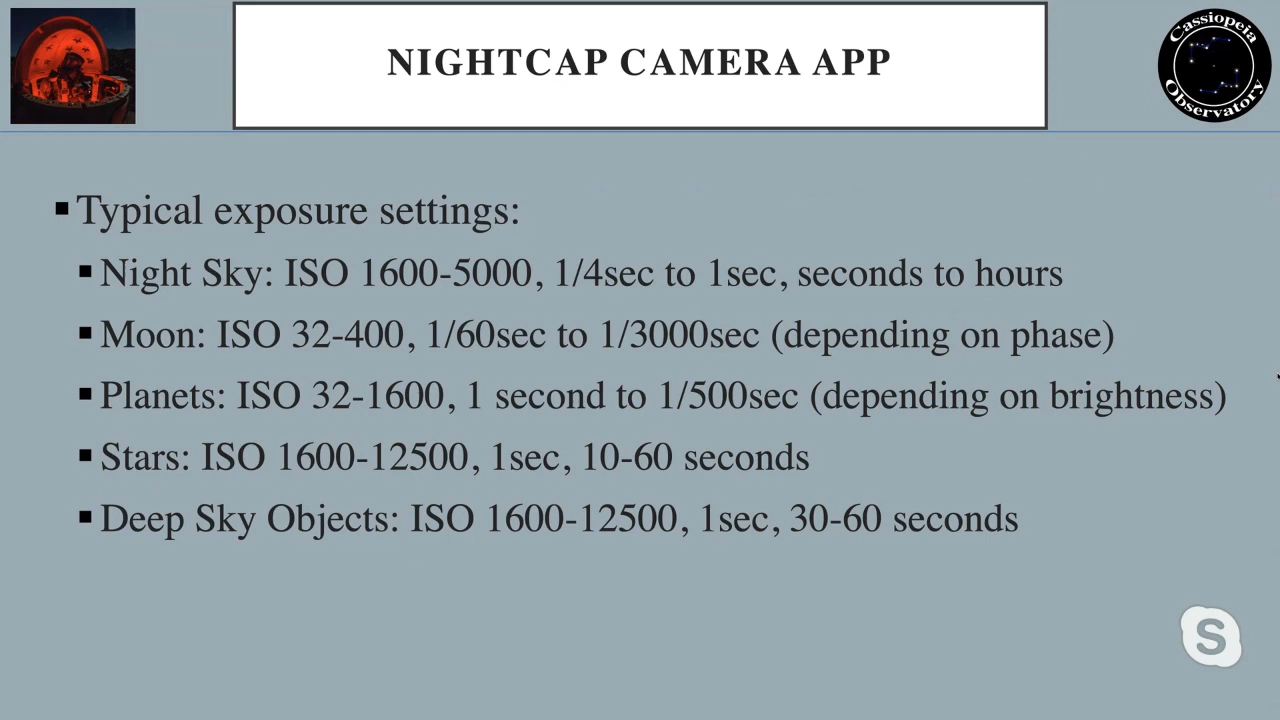 NIGHTCAP CAMERA APP
Cassiopeia
Observatory
Typical exposure settings:
Night Sky: ISO 1600-5000, 1/4sec to 1sec, seconds to hours
Moon: ISO 32-400, 1/60sec to 1/3000sec (depending on phase)
Planets: ISO 32-1600, 1 second to 1/500sec (depending on brightness)
Stars: ISO 1600-12500, 1sec, 10-60 seconds
Deep Sky Objects: ISO 1600-12500, 1sec, 30-60 seconds
S